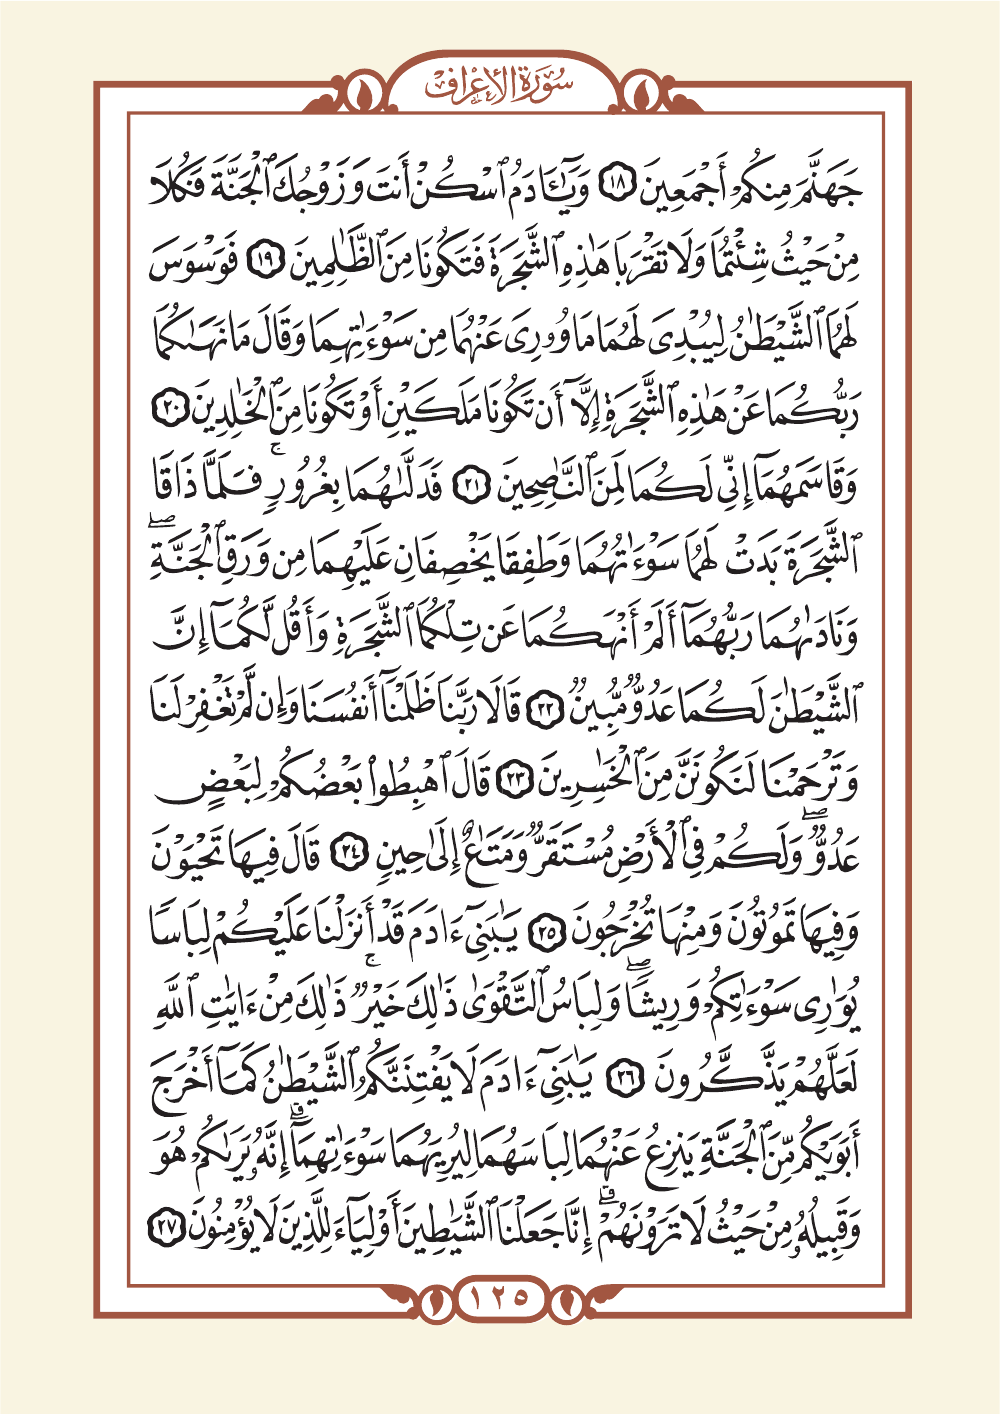 سُورَةُ الأَعْرَافِ
جَهَنَّمَ مِنكُمْ أَجْمَعِينَ ١٨ وَيَٰٓـَٔادَمُ ٱسْكُنْ أَنتَ وَزَوْجُكَ ٱلْجَنَّةَ فَكُلَا
مِنْ حَيْثُ شِئْتُمَا وَلَا تَقْرَبَا هَٰذِهِ ٱلشَّجَرَةَ فَتَكُونَا مِنَ ٱلظَّٰلِمِينَ ١٩ فَوَسْوَسَ
لَهُمَا ٱلشَّيْطَٰنُ لِيُبْدِىَ لَهُمَا مَا وُۥرِىَ عَنْهُمَا مِن سَوْءَٰتِهِمَا وَقَالَ مَا نَهَىٰكُمَا
رَبُّكُمَا عَنْ هَٰذِهِ ٱلشَّجَرَةِ إِلَّآ أَن تَكُونَا مَلَكَيْنِ أَوْ تَكُونَا مِنَ ٱلْخَٰلِدِينَ ٢٠
وَقَاسَمَهُمَآ إِنِّى لَكُمَا لَمِنَ ٱلنَّٰصِحِينَ ٢١ فَدَلَّىٰهُمَا بِغُرُورٍ ۚ فَلَمَّا ذَاقَا
ٱلشَّجَرَةَ بَدَتْ لَهُمَا سَوْءَٰتُهُمَا وَطَفِقَا يَخْصِفَانِ عَلَيْهِمَا مِن وَرَقِ ٱلْجَنَّةِ ۖ
وَنَادَىٰهُمَا رَبُّهُمَآ أَلَمْ أَنْهَكُمَا عَن تِلْكُمَا ٱلشَّجَرَةِ وَأَقُل لَّكُمَآ إِنَّ
ٱلشَّيْطَٰنَ لَكُمَا عَدُوٌّ مُّبِينٌ ٢٢ قَالَا رَبَّنَا ظَلَمْنَآ أَنفُسَنَا وَإِن لَّمْ تَغْفِرْ لَنَا
وَتَرْحَمْنَا لَنَكُونَنَّ مِنَ ٱلْخَٰسِرِينَ ٢٣ قَالَ ٱهْبِطُوا۟ بَعْضُكُمْ لِبَعْضٍ
عَدُوٌّ ۖ وَلَكُمْ فِى ٱلْأَرْضِ مُسْتَقَرٌّ وَمَتَٰعٌ إِلَىٰ حِينٍ ٢٤ قَالَ فِيهَا تَحْيَوْنَ
وَفِيهَا تَمُوتُونَ وَمِنْهَا تُخْرَجُونَ ٢٥ يَٰبَنِىٓ ءَادَمَ قَدْ أَنزَلْنَا عَلَيْكُمْ لِبَاسًا
يُوَٰرِى سَوْءَٰتِكُمْ وَرِيشًا ۖ وَلِبَاسُ ٱلتَّقْوَىٰ ذَٰلِكَ خَيْرٌ ۚ ذَٰلِكَ مِنْ ءَايَٰتِ ٱللَّهِ
لَعَلَّهُمْ يَذَّكَّرُونَ ٢٦ يَٰبَنِىٓ ءَادَمَ لَا يَفْتِنَنَّكُمُ ٱلشَّيْطَٰنُ كَمَآ أَخْرَجَ
أَبَوَيْكُم مِّنَ ٱلْجَنَّةِ يَنزِعُ عَنْهُمَا لِبَاسَهُمَا لِيُرِيَهُمَا سَوْءَٰتِهِمَآ ۗ إِنَّهُۥ يَرَىٰكُمْ هُوَ
وَقَبِيلُهُۥ مِنْ حَيْثُ لَا تَرَوْنَهُمْ ۗ إِنَّا جَعَلْنَا ٱلشَّيَٰطِينَ أَوْلِيَآءَ لِلَّذِينَ لَا يُؤْمِنُونَ ٢٧
١٢٥